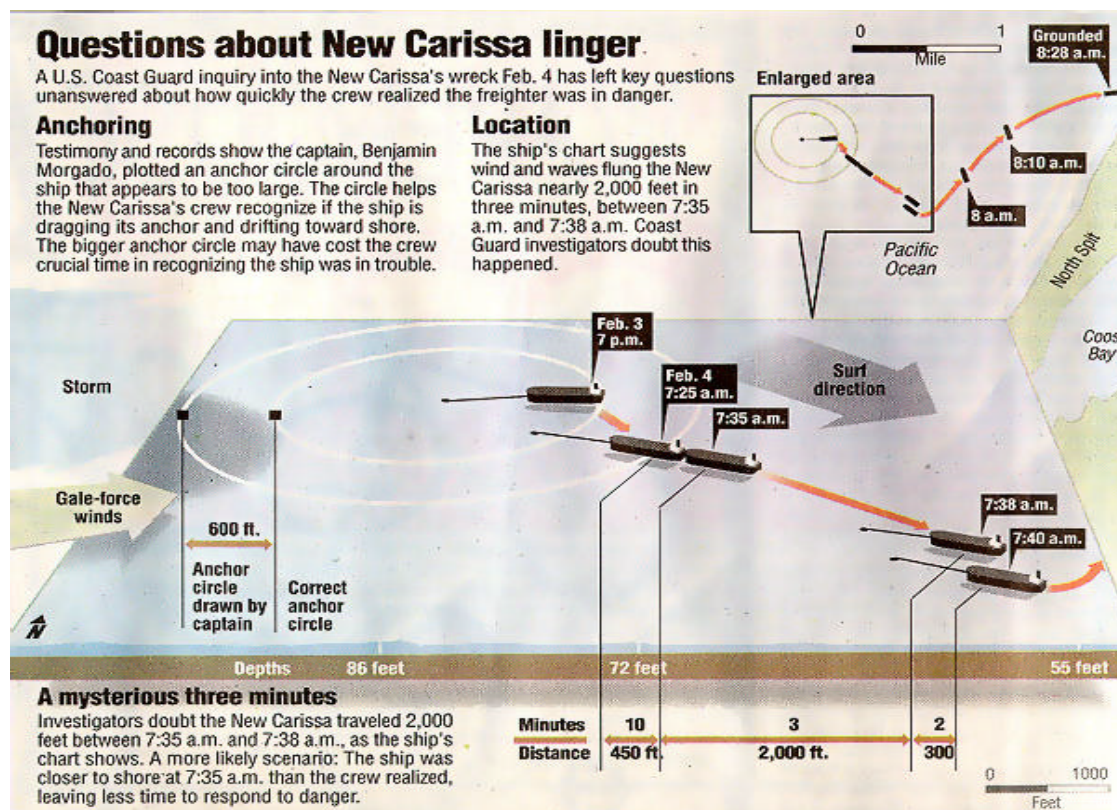 Questions about New Carissa linger
A U.S. Coast Guard inquiry into the New Carissa's wreck Feb. 4 has left key questions
unanswered about how quickly the crew realized the freighter was in danger.
Anchoring
Testimony and records show the captain, Benjamin
Morgado, plotted an anchor circle around the
ship that appears to be too large. The circle helps
the New Carissa's crew recognize if the ship is
dragging its anchor and drifting toward shore.
The bigger anchor circle may have cost the crew
crucial time in recognizing the ship was in trouble.
Location
The ship's chart suggests
wind and waves flung the New
Carissa nearly 2,000 feet in
three minutes, between 7:35
a.m. and 7:38 a.m. Coast
Guard investigators doubt this
happened.
0 1
Mile
Enlarged area
Grounded
8:28 a.m.
8:10 a.m.
8 a.m.
Pacific
Ocean
North Spit
Coos
Bay
Storm
Gale-force
winds
Feb. 3
7 p.m.
Feb. 4
7:25 a.m.
7:35 a.m.
Surf
direction
7:38 a.m.
7:40 a.m.
600 ft.
Anchor
circle
drawn by
captain
Correct
anchor
circle
N
Depths 86 feet 72 feet 55 feet
A mysterious three minutes
Investigators doubt the New Carissa traveled 2,000
feet between 7:35 a.m. and 7:38 a.m., as the ship's
chart shows. A more likely scenario: The ship was
closer to shore at 7:35 a.m. than the crew realized,
leaving less time to respond to danger.
Minutes 10 3 2
Distance 450 ft. 2,000 ft. 300
0 1000
Feet